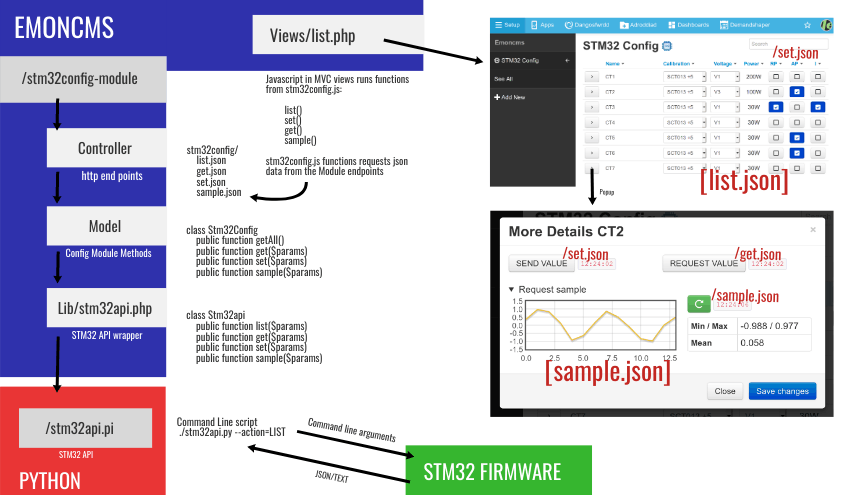 EMONCMS
Views/list.php
/stm32config-module
Javascript in MVC views runs functions
from stm32config.js:
list()
set()
get()
sample()
stm32config.js functions requests json
data from the Module endpoints
Controller
http end points
stm32config/
list.json
get.json
set.json
sample.json
Model
Config Module Methods
class Stm32Config
public function getAll()
public function get($params)
public function set($params)
public function sample($params)
Lib/stm32api.php
STM32 API wrapper
class Stm32api
public function list($params)
public function get($params)
public function set($params)
public function sample($params)
/stm32api.pi
STM32 API
PYTHON
Command Line script
./stm32api.py --action=LIST
Command line arguments
JSON/TEXT
STM32 FIRMWARE
Setup Apps Dashboards Demandshaper
Emoncms
STM32 Config
See All
Add New
STM32 Config
Search
/set.json
Name Calibration Voltage Power RP AP I
CT1 SCT013 ×5 V1 200W
CT2 SCT013 ×5 V3 100W
CT3 SCT013 ×5 V1 30W
CT4 SCT013 ×5 V1 30W
CT5 SCT013 ×5 V1 30W
CT6 SCT013 ×5 V1 30W
CT7 SCT013 ×5 V1 30W
[list.json]
Popup
More Details CT2 ×
/set.json
/get.json
SEND VALUE 12:24:02
REQUEST VALUE 12:24:02
▼ Request sample
/sample.json
1.5
1.0
0.5
0.0
-0.5
-1.0
-1.5
0.0 2.5 5.0 7.5 10.0 12.5
Min / Max -0.988 / 0.977
Mean 0.058
[sample.json]
Close Save changes